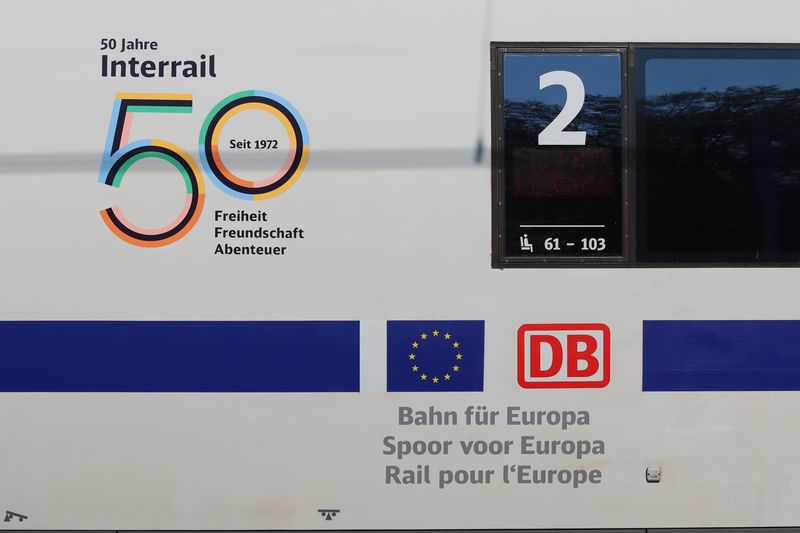 50 Jahre
Interrail
50
Seit 1972
Freiheit
Freundschaft
Abenteuer
2
61 – 103
DB
Bahn für Europa
Spoor voor Europa
Rail pour l‘Europe